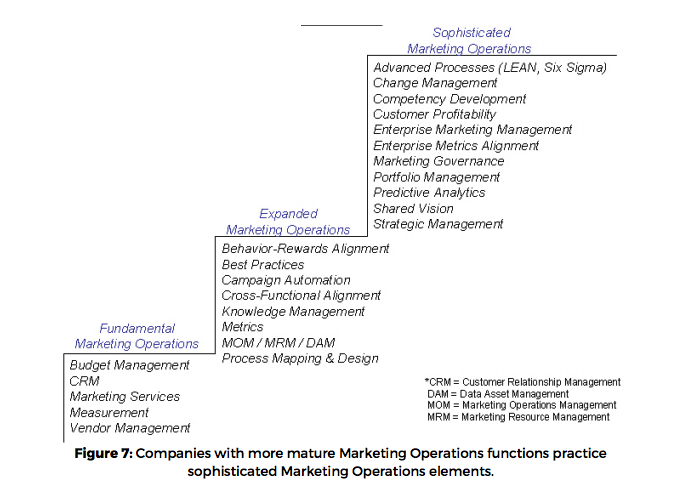 Sophisticated
Marketing Operations
Advanced Processes (LEAN, Six Sigma)
Change Management
Competency Development
Customer Profitability
Enterprise Marketing Management
Enterprise Metrics Alignment
Marketing Governance
Portfolio Management
Predictive Analytics
Shared Vision
Strategic Management
Expanded
Marketing Operations
Behavior-Rewards Alignment
Best Practices
Campaign Automation
Cross-Functional Alignment
Knowledge Management
Metrics
MOM / MRM / DAM
Process Mapping & Design
Fundamental
Marketing Operations
Budget Management
CRM
Marketing Services
Measurement
Vendor Management
*CRM = Customer Relationship Management
DAM = Data Asset Management
MOM = Marketing Operations Management
MRM = Marketing Resource Management
Figure 7: Companies with more mature Marketing Operations functions practice
sophisticated Marketing Operations elements.